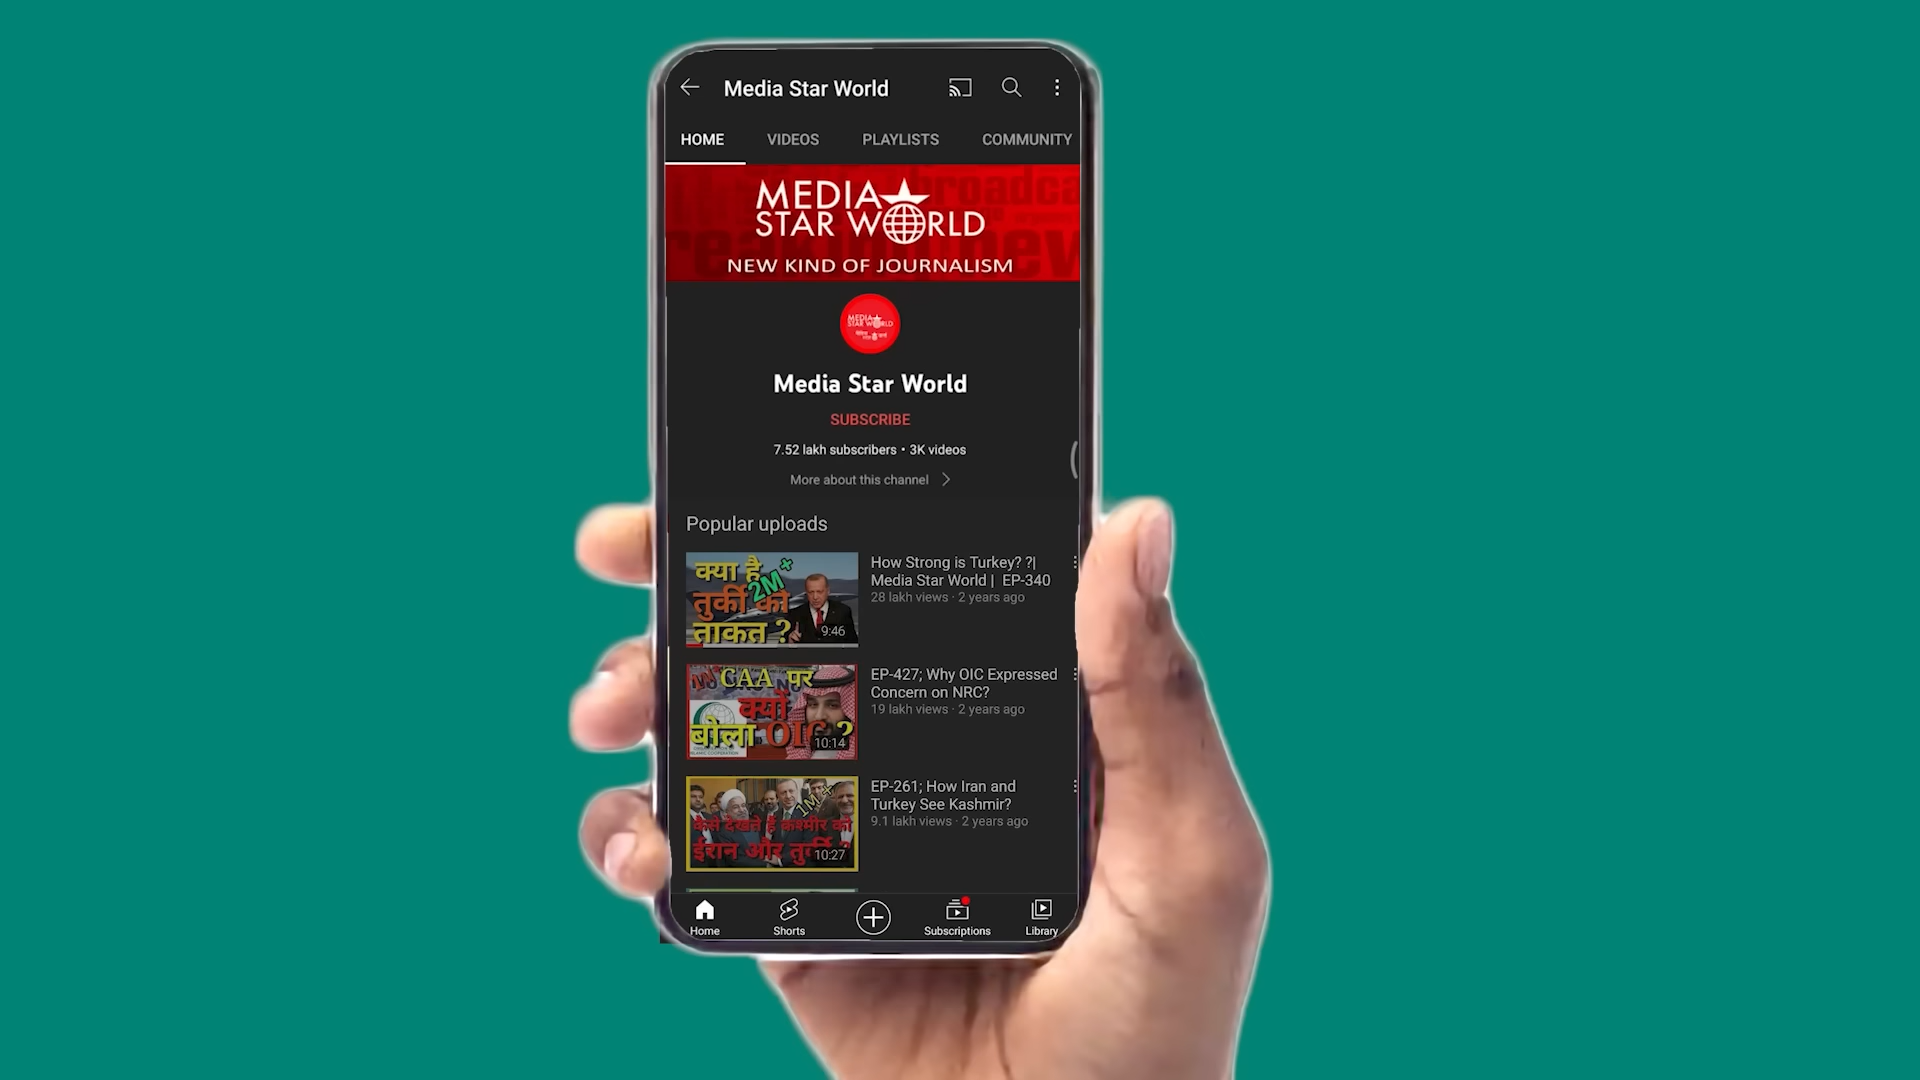 Media Star World
HOME VIDEOS PLAYLISTS COMMUNITY
MEDIA
STAR WORLD
NEW KIND OF JOURNALISM
MEDIA
STAR WORLD
Media Star World
SUBSCRIBE
7.52 lakh subscribers • 3K videos
More about this channel
Popular uploads
क्या है
2M+
तुर्की की
ताकत ?
9:46
How Strong is Turkey? ?|
Media Star World | EP-340
28 lakh views · 2 years ago
CAA पर
क्यों
बोला OIC ?
10:14
EP-427; Why OIC Expressed
Concern on NRC?
19 lakh views · 2 years ago
1M+
कैसे देखते हैं कश्मीर को
ईरान और तुर्की ?
10:27
EP-261; How Iran and
Turkey See Kashmir?
9.1 lakh views · 2 years ago
Home Shorts Subscriptions Library